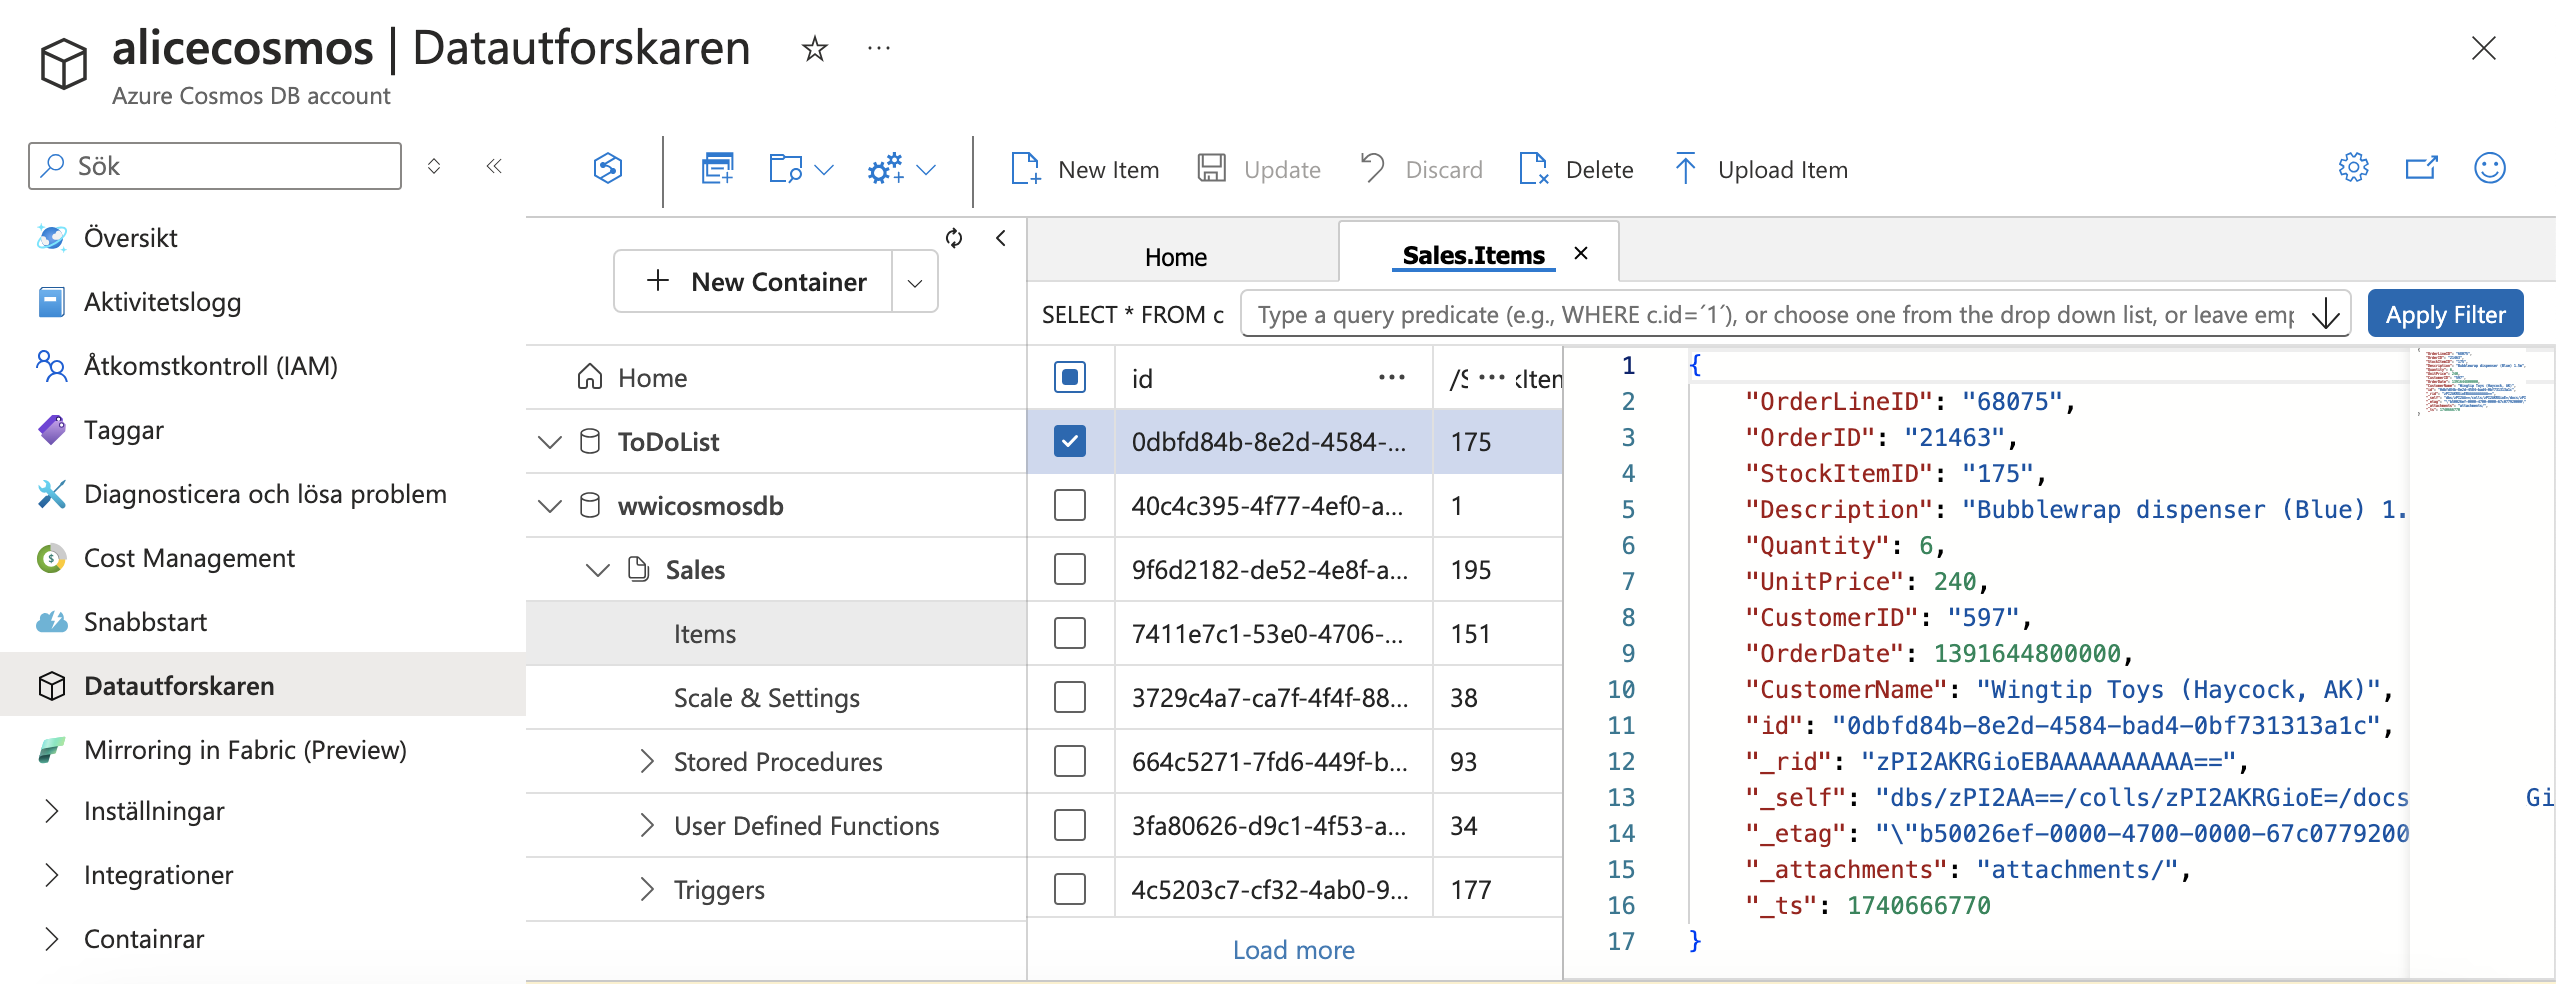 alicecosmos | Datautforskaren
Azure Cosmos DB account
Sök
Översikt
Aktivitetslogg
Åtkomstkontroll (IAM)
Taggar
Diagnosticera och lösa problem
Cost Management
Snabbstart
Datautforskaren
Mirroring in Fabric (Preview)
Inställningar
Integrationer
Containrar
New Item
Update
Discard
Delete
Upload Item
New Container
Home
ToDoList
wwicosmosdb
Sales
Items
Scale & Settings
Stored Procedures
User Defined Functions
Triggers
Home
Sales.Items
SELECT * FROM c
Type a query predicate (e.g., WHERE c.id=´1´), or choose one from the drop down list, or leave emp
Apply Filter
id
0dbfd84b-8e2d-4584-... 175
40c4c395-4f77-4ef0-a... 1
9f6d2182-de52-4e8f-a... 195
7411e7c1-53e0-4706-... 151
3729c4a7-ca7f-4f4f-88... 38
664c5271-7fd6-449f-b... 93
3fa80626-d9c1-4f53-a... 34
4c5203c7-cf32-4ab0-9... 177
Load more
1 {
2 "OrderLineID": "68075",
3 "OrderID": "21463",
4 "StockItemID": "175",
5 "Description": "Bubblewrap dispenser (Blue) 1.
6 "Quantity": 6,
7 "UnitPrice": 240,
8 "CustomerID": "597",
9 "OrderDate": 1391644800000,
10 "CustomerName": "Wingtip Toys (Haycock, AK)",
11 "id": "0dbfd84b-8e2d-4584-bad4-0bf731313a1c",
12 "_rid": "zPI2AKRGioEBAAAAAAAAAA==",
13 "_self": "dbs/zPI2AA==/colls/zPI2AKRGioE=/docs Gi
14 "_etag": "\"b50026ef-0000-4700-0000-67c0779200
15 "_attachments": "attachments/",
16 "_ts": 1740666770
17 }